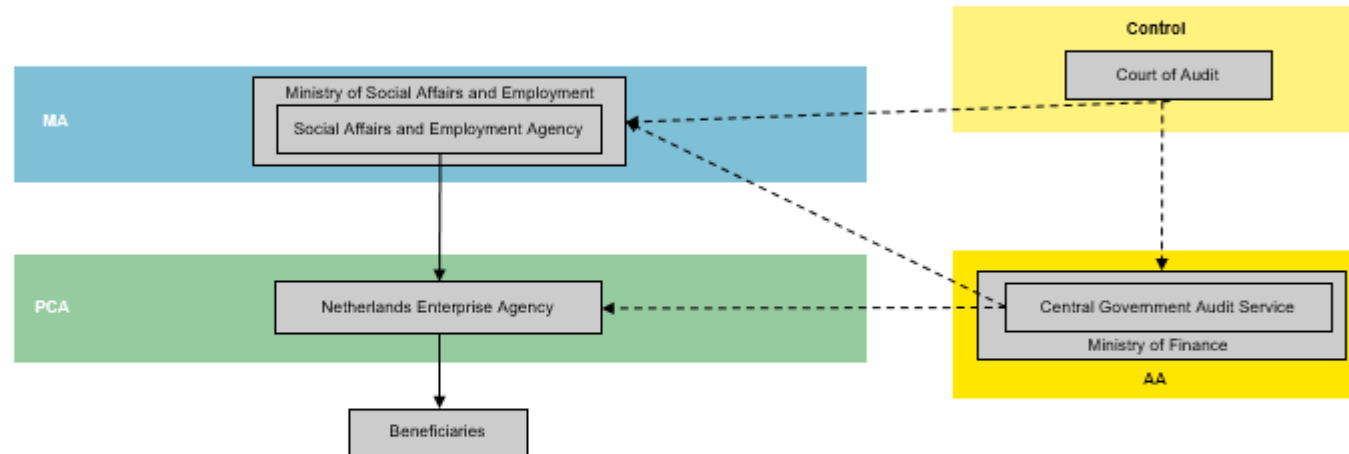 Control
Court of Audit
MA
Ministry of Social Affairs and Employment
Social Affairs and Employment Agency
PCA
Netherlands Enterprise Agency
Central Government Audit Service
Ministry of Finance
AA
Beneficiaries